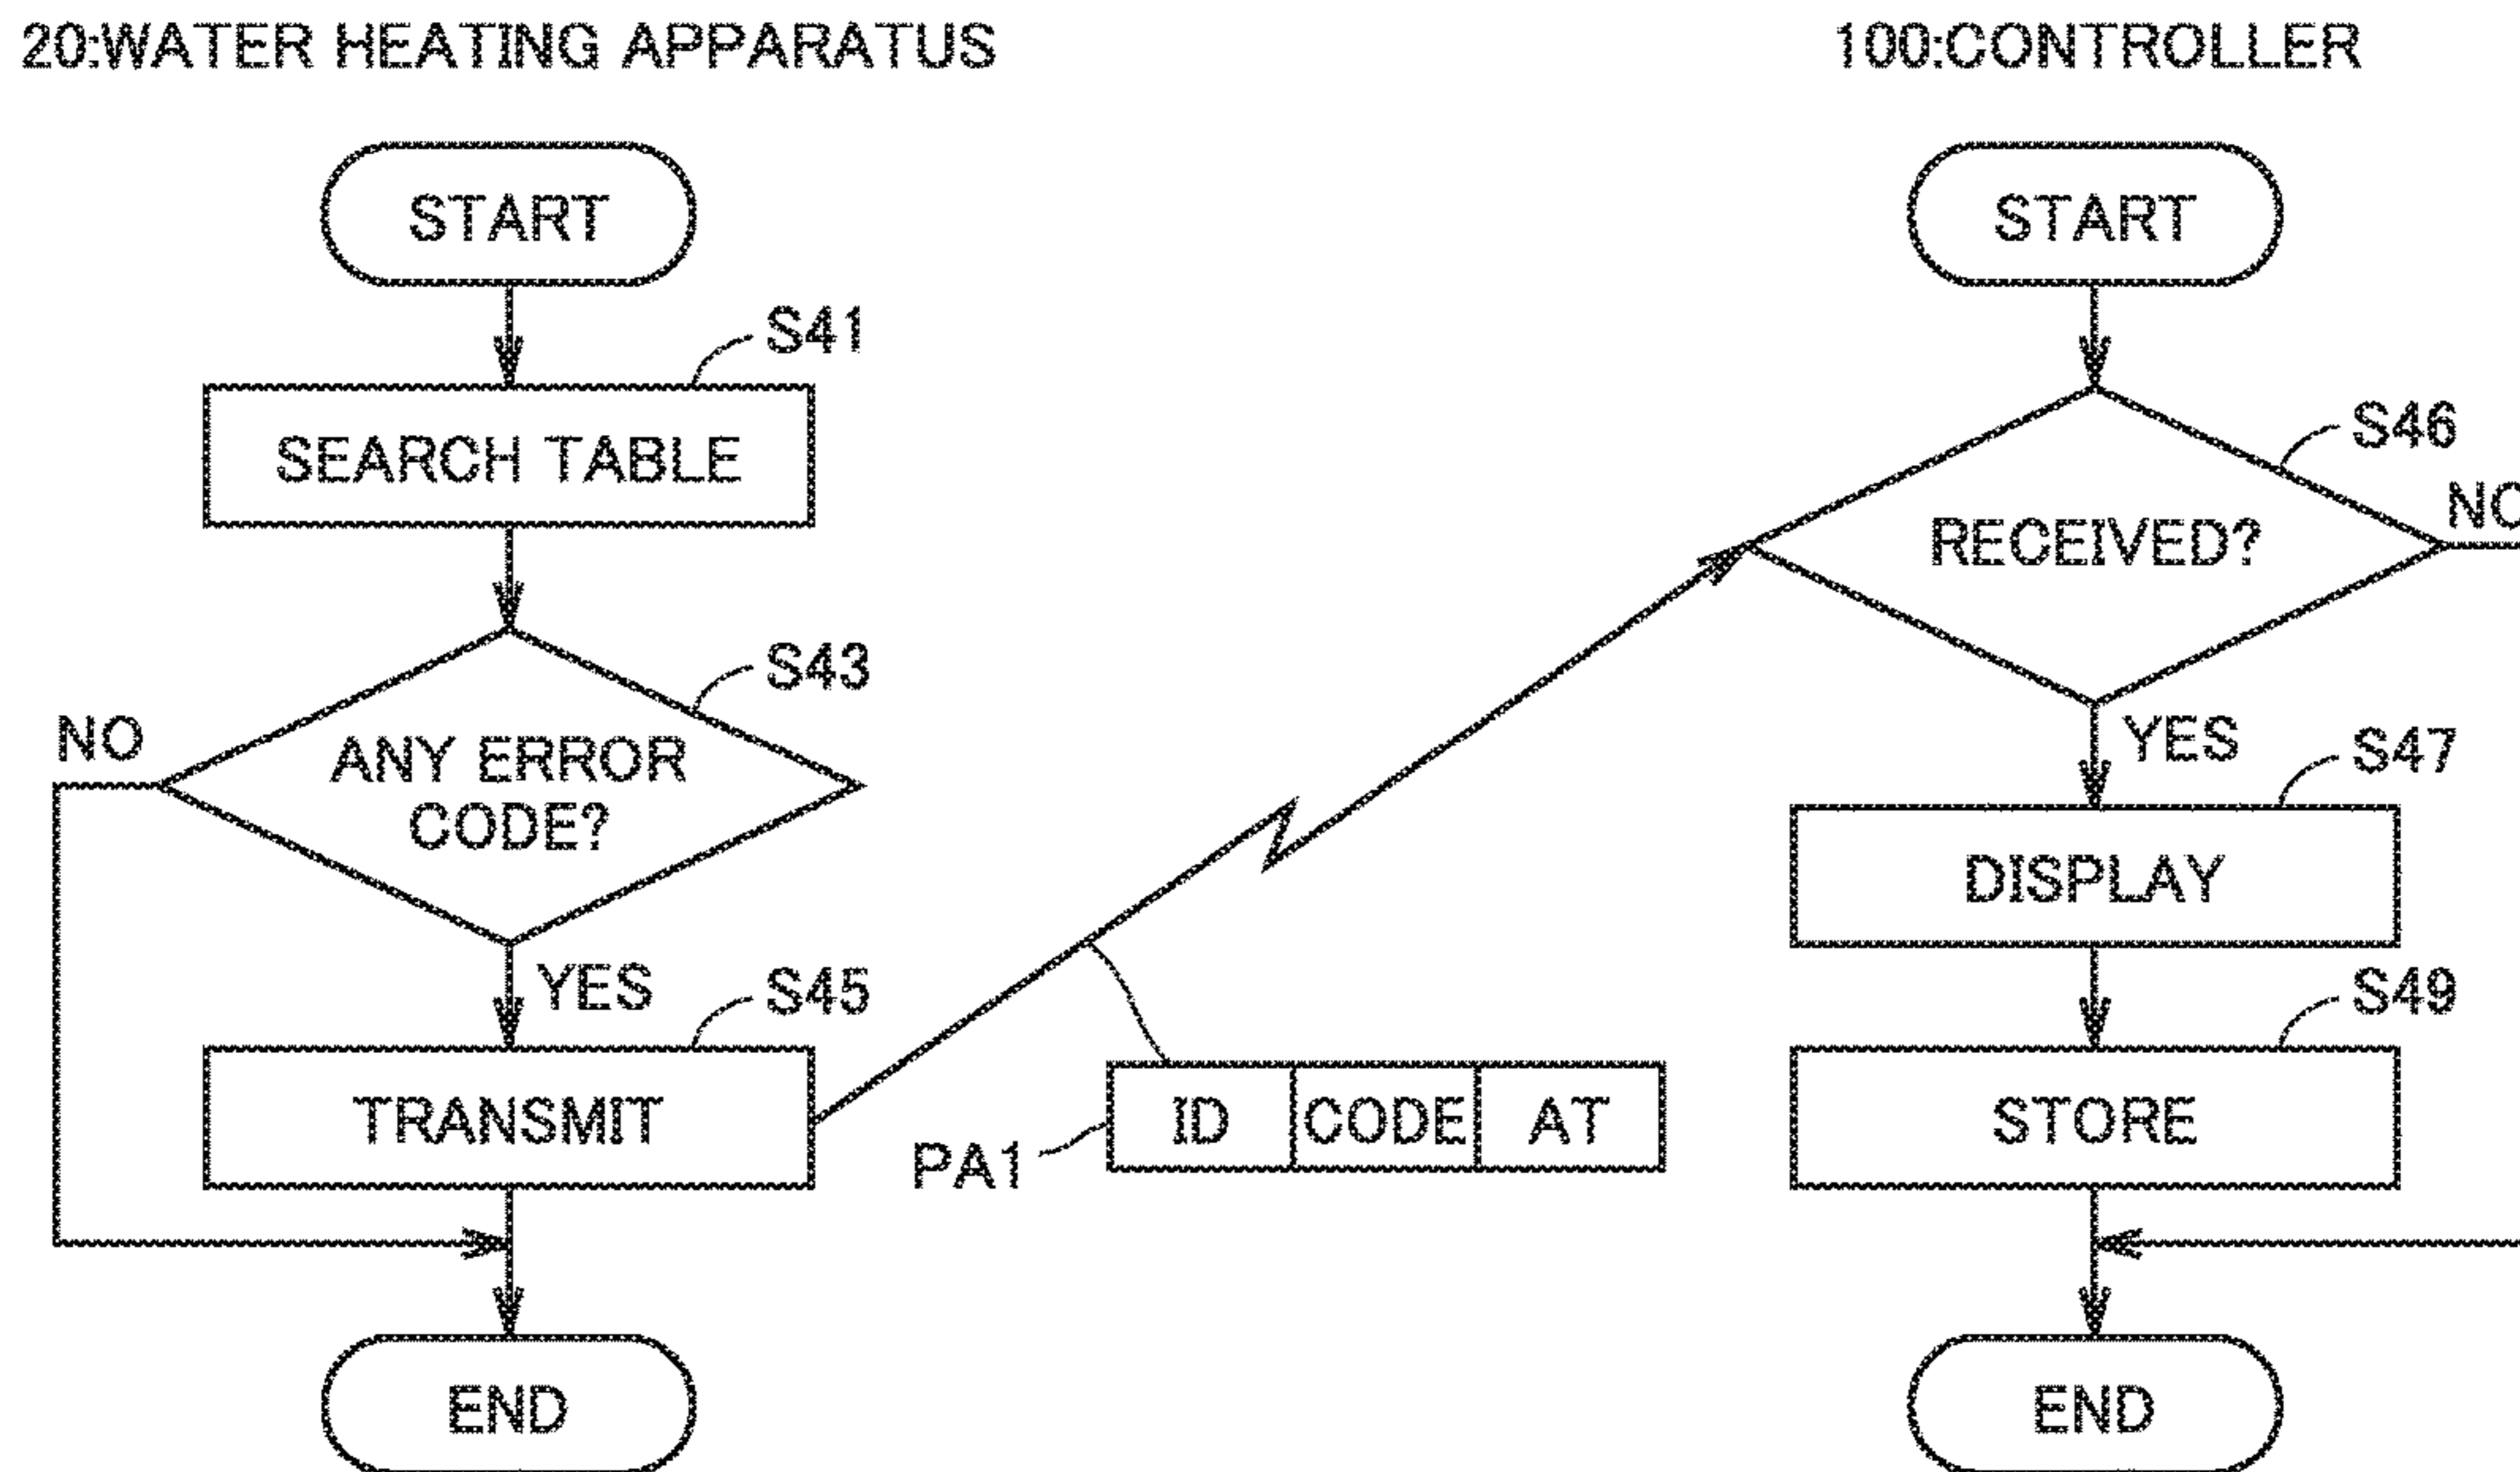 20:WATER HEATING APPARATUS
START
S41
SEARCH TABLE
S43
NO
ANY ERROR
CODE?
YES
S45
TRANSMIT
END
PA1
ID CODE AT
100:CONTROLLER
START
S46
NO
RECEIVED?
YES
S47
DISPLAY
S49
STORE
END